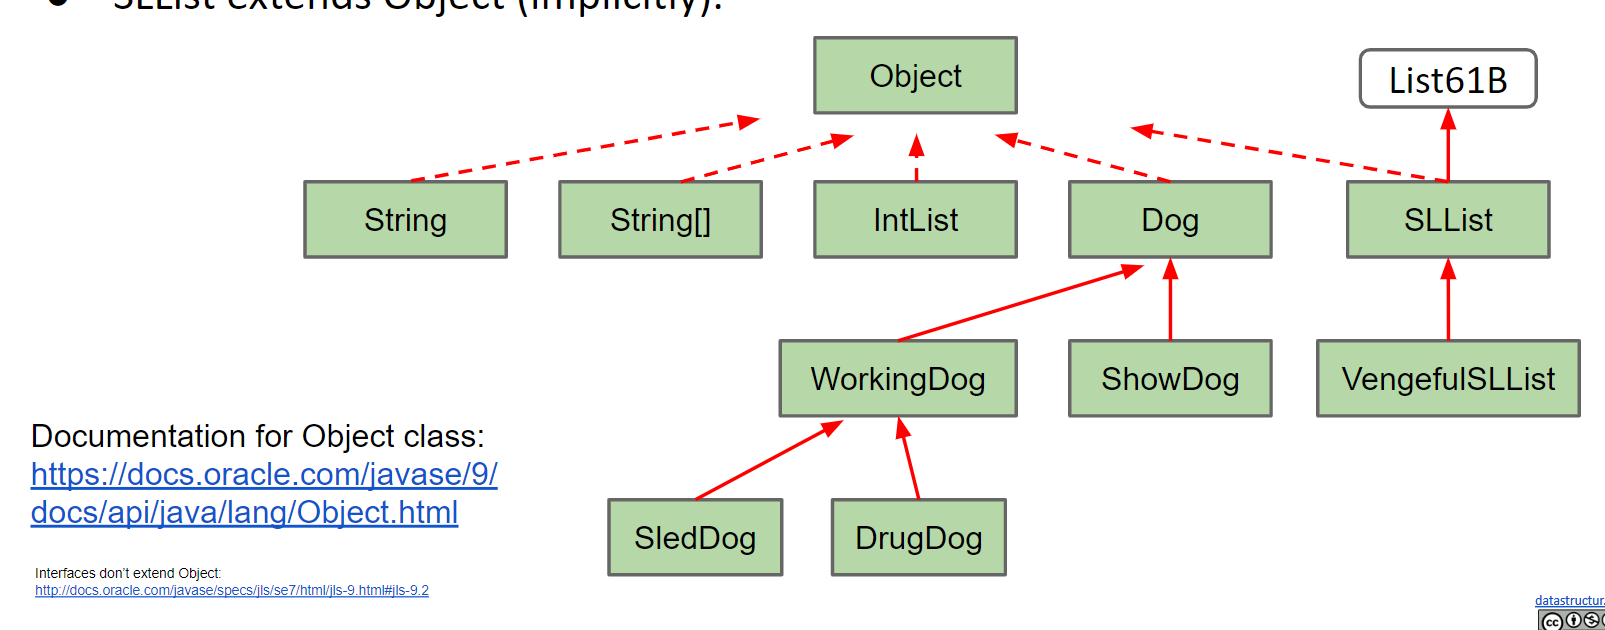 ● SLList extends Object (implicitly).
Object
List61B
String
String[]
IntList
Dog
SLList
WorkingDog
ShowDog
VengefulSLList
Documentation for Object class:
https://docs.oracle.com/javase/9/
docs/api/java/lang/Object.html
SledDog
DrugDog
Interfaces don’t extend Object:
http://docs.oracle.com/javase/specs/jls/se7/html/jls-9.html#jls-9.2
datastructur.
cc